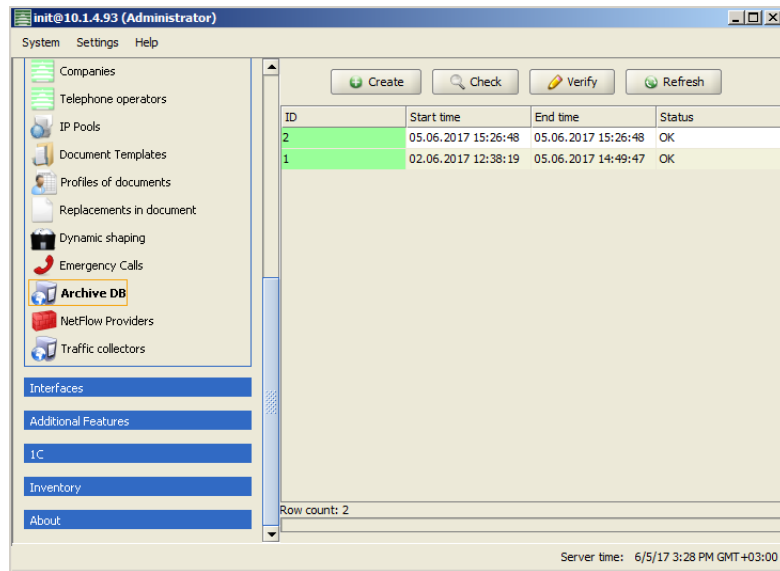 init@10.1.4.93 (Administrator)
System Settings Help
Companies
Telephone operators
IP Pools
Document Templates
Profiles of documents
Replacements in document
Dynamic shaping
Emergency Calls
Archive DB
NetFlow Providers
Traffic collectors
Interfaces
Additional Features
1C
Inventory
About
Create Check Verify Refresh
ID Start time End time Status
2 05.06.2017 15:26:48 05.06.2017 15:26:48 OK
1 02.06.2017 12:38:19 05.06.2017 14:49:47 OK
Row count: 2
Server time: 6/5/17 3:28 PM GMT+03:00